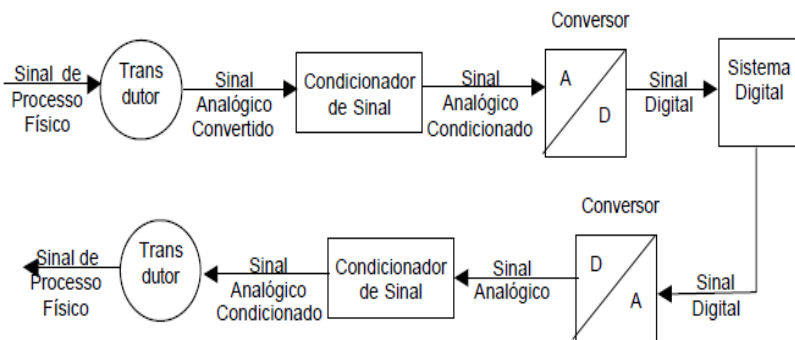 Conversor
Sinal de
Processo
Físico
Trans
dutor
Sinal
Analógico
Convertido
Condicionador
de Sinal
Sinal
Analógico
Condicionado
A
D
Sinal
Digital
Sistema
Digital
Conversor
Sinal de
Processo
Físico
Trans
dutor
Sinal
Analógico
Condicionado
Condicionador
de Sinal
Sinal
Analógico
D
A
Sinal
Digital